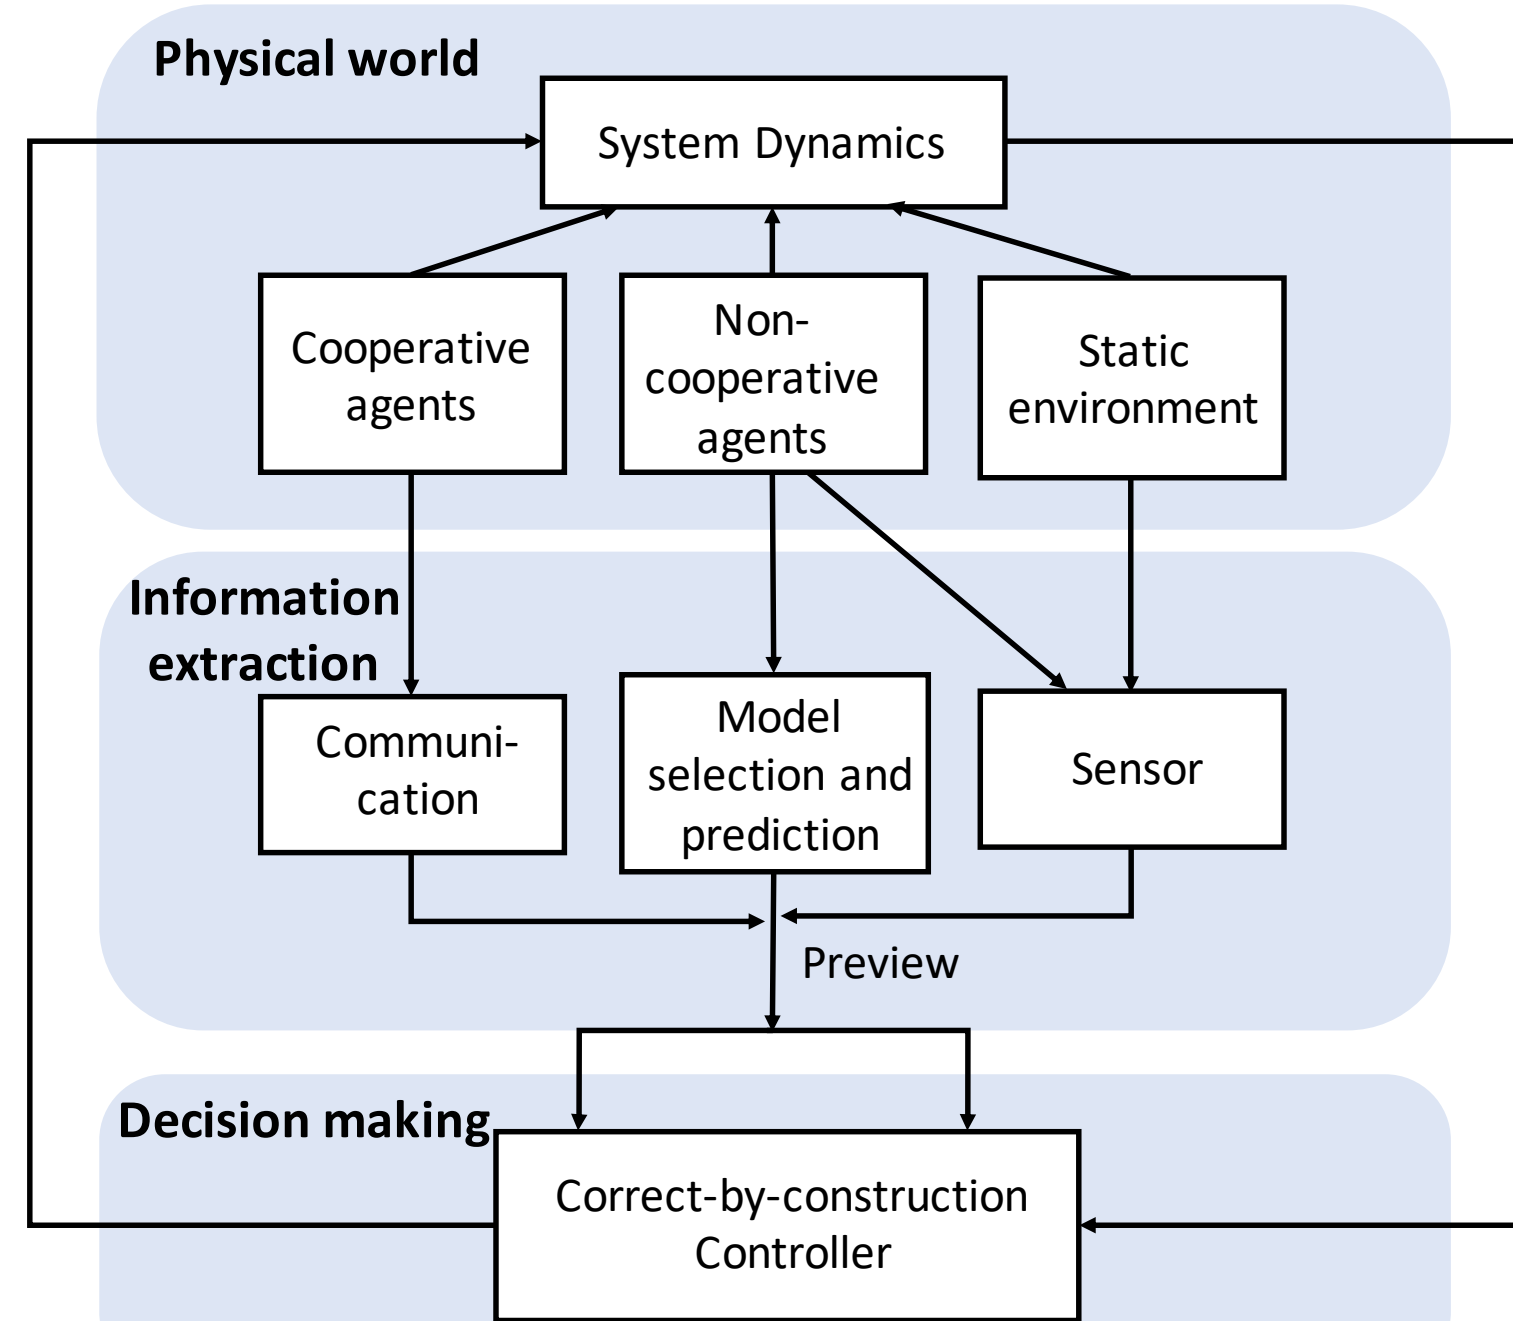 Physical world
System Dynamics
Cooperative
agents
Non-
cooperative
agents
Static
environment
Information
extraction
Communi-
cation
Model
selection and
prediction
Sensor
Preview
Decision making
Correct-by-construction
Controller